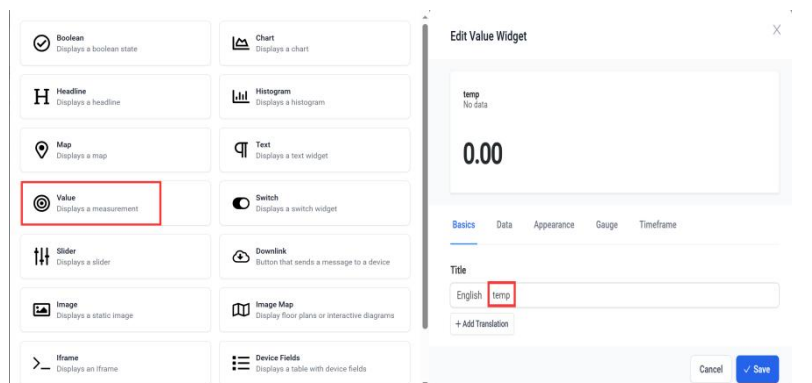 Boolean
Displays a boolean state
Chart
Displays a chart
Headline
Displays a headline
Histogram
Displays a histogram
Map
Displays a map
Text
Displays a text widget
Value
Displays a measurement
Switch
Displays a switch widget
Slider
Displays a slider
Downlink
Button that sends a message to a device
Image
Displays a static image
Image Map
Display floor plans or interactive diagrams
Iframe
Displays an Iframe
Device Fields
Displays a table with device fields
Edit Value Widget
temp
No data
0.00
Basics Data Appearance Gauge Timeframe
Title
English temp
+ Add Translation
Cancel ✓ Save